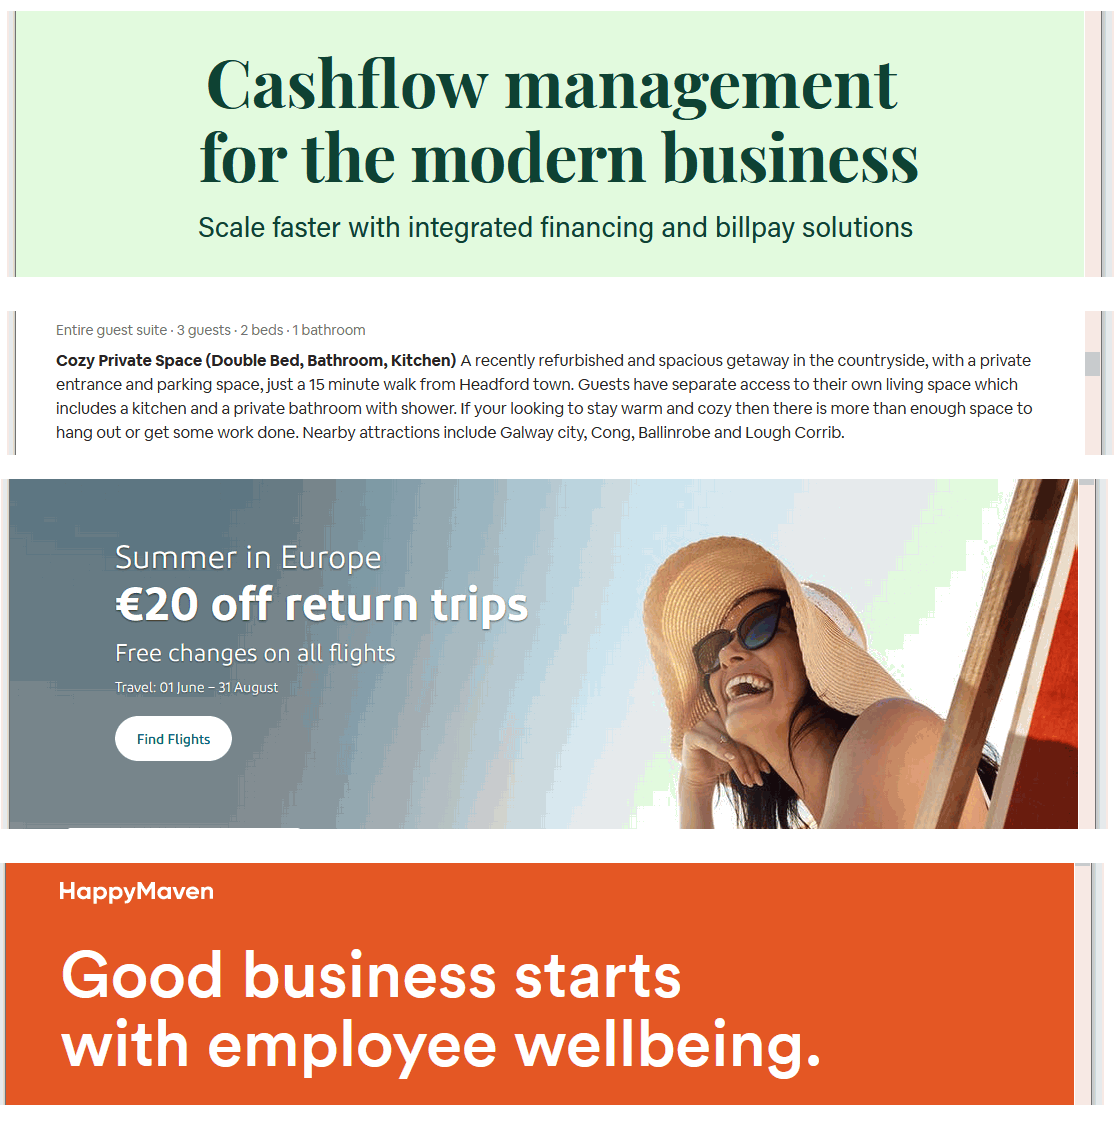 Cashflow management
for the modern business
Scale faster with integrated financing and billpay solutions
Entire guest suite · 3 guests · 2 beds · 1 bathroom
Cozy Private Space (Double Bed, Bathroom, Kitchen) A recently refurbished and spacious getaway in the countryside, with a private
entrance and parking space, just a 15 minute walk from Headford town. Guests have separate access to their own living space which
includes a kitchen and a private bathroom with shower. If your looking to stay warm and cozy then there is more than enough space to
hang out or get some work done. Nearby attractions include Galway city, Cong, Ballinrobe and Lough Corrib.
Summer in Europe
€20 off return trips
Free changes on all flights
Travel: 01 June – 31 August
Find Flights
HappyMaven
Good business starts
with employee wellbeing.